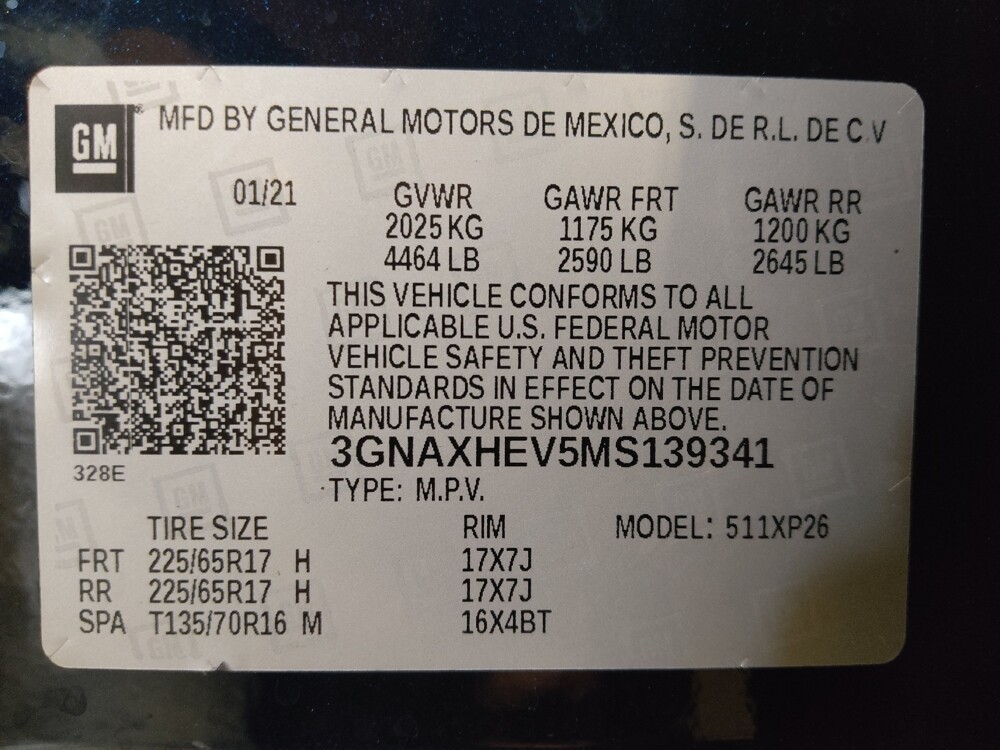 GM
MFD BY GENERAL MOTORS DE MEXICO, S. DE R.L. DE C.V
01/21 GVWR GAWR FRT GAWR RR
2025 KG 1175 KG 1200 KG
4464 LB 2590 LB 2645 LB
THIS VEHICLE CONFORMS TO ALL
APPLICABLE U.S. FEDERAL MOTOR
VEHICLE SAFETY AND THEFT PREVENTION
STANDARDS IN EFFECT ON THE DATE OF
MANUFACTURE SHOWN ABOVE.
3GNAXHEV5MS139341
328E
TYPE: M.P.V.
TIRE SIZE RIM MODEL: 511XP26
FRT 225/65R17 H 17X7J
RR 225/65R17 H 17X7J
SPA T135/70R16 M 16X4BT